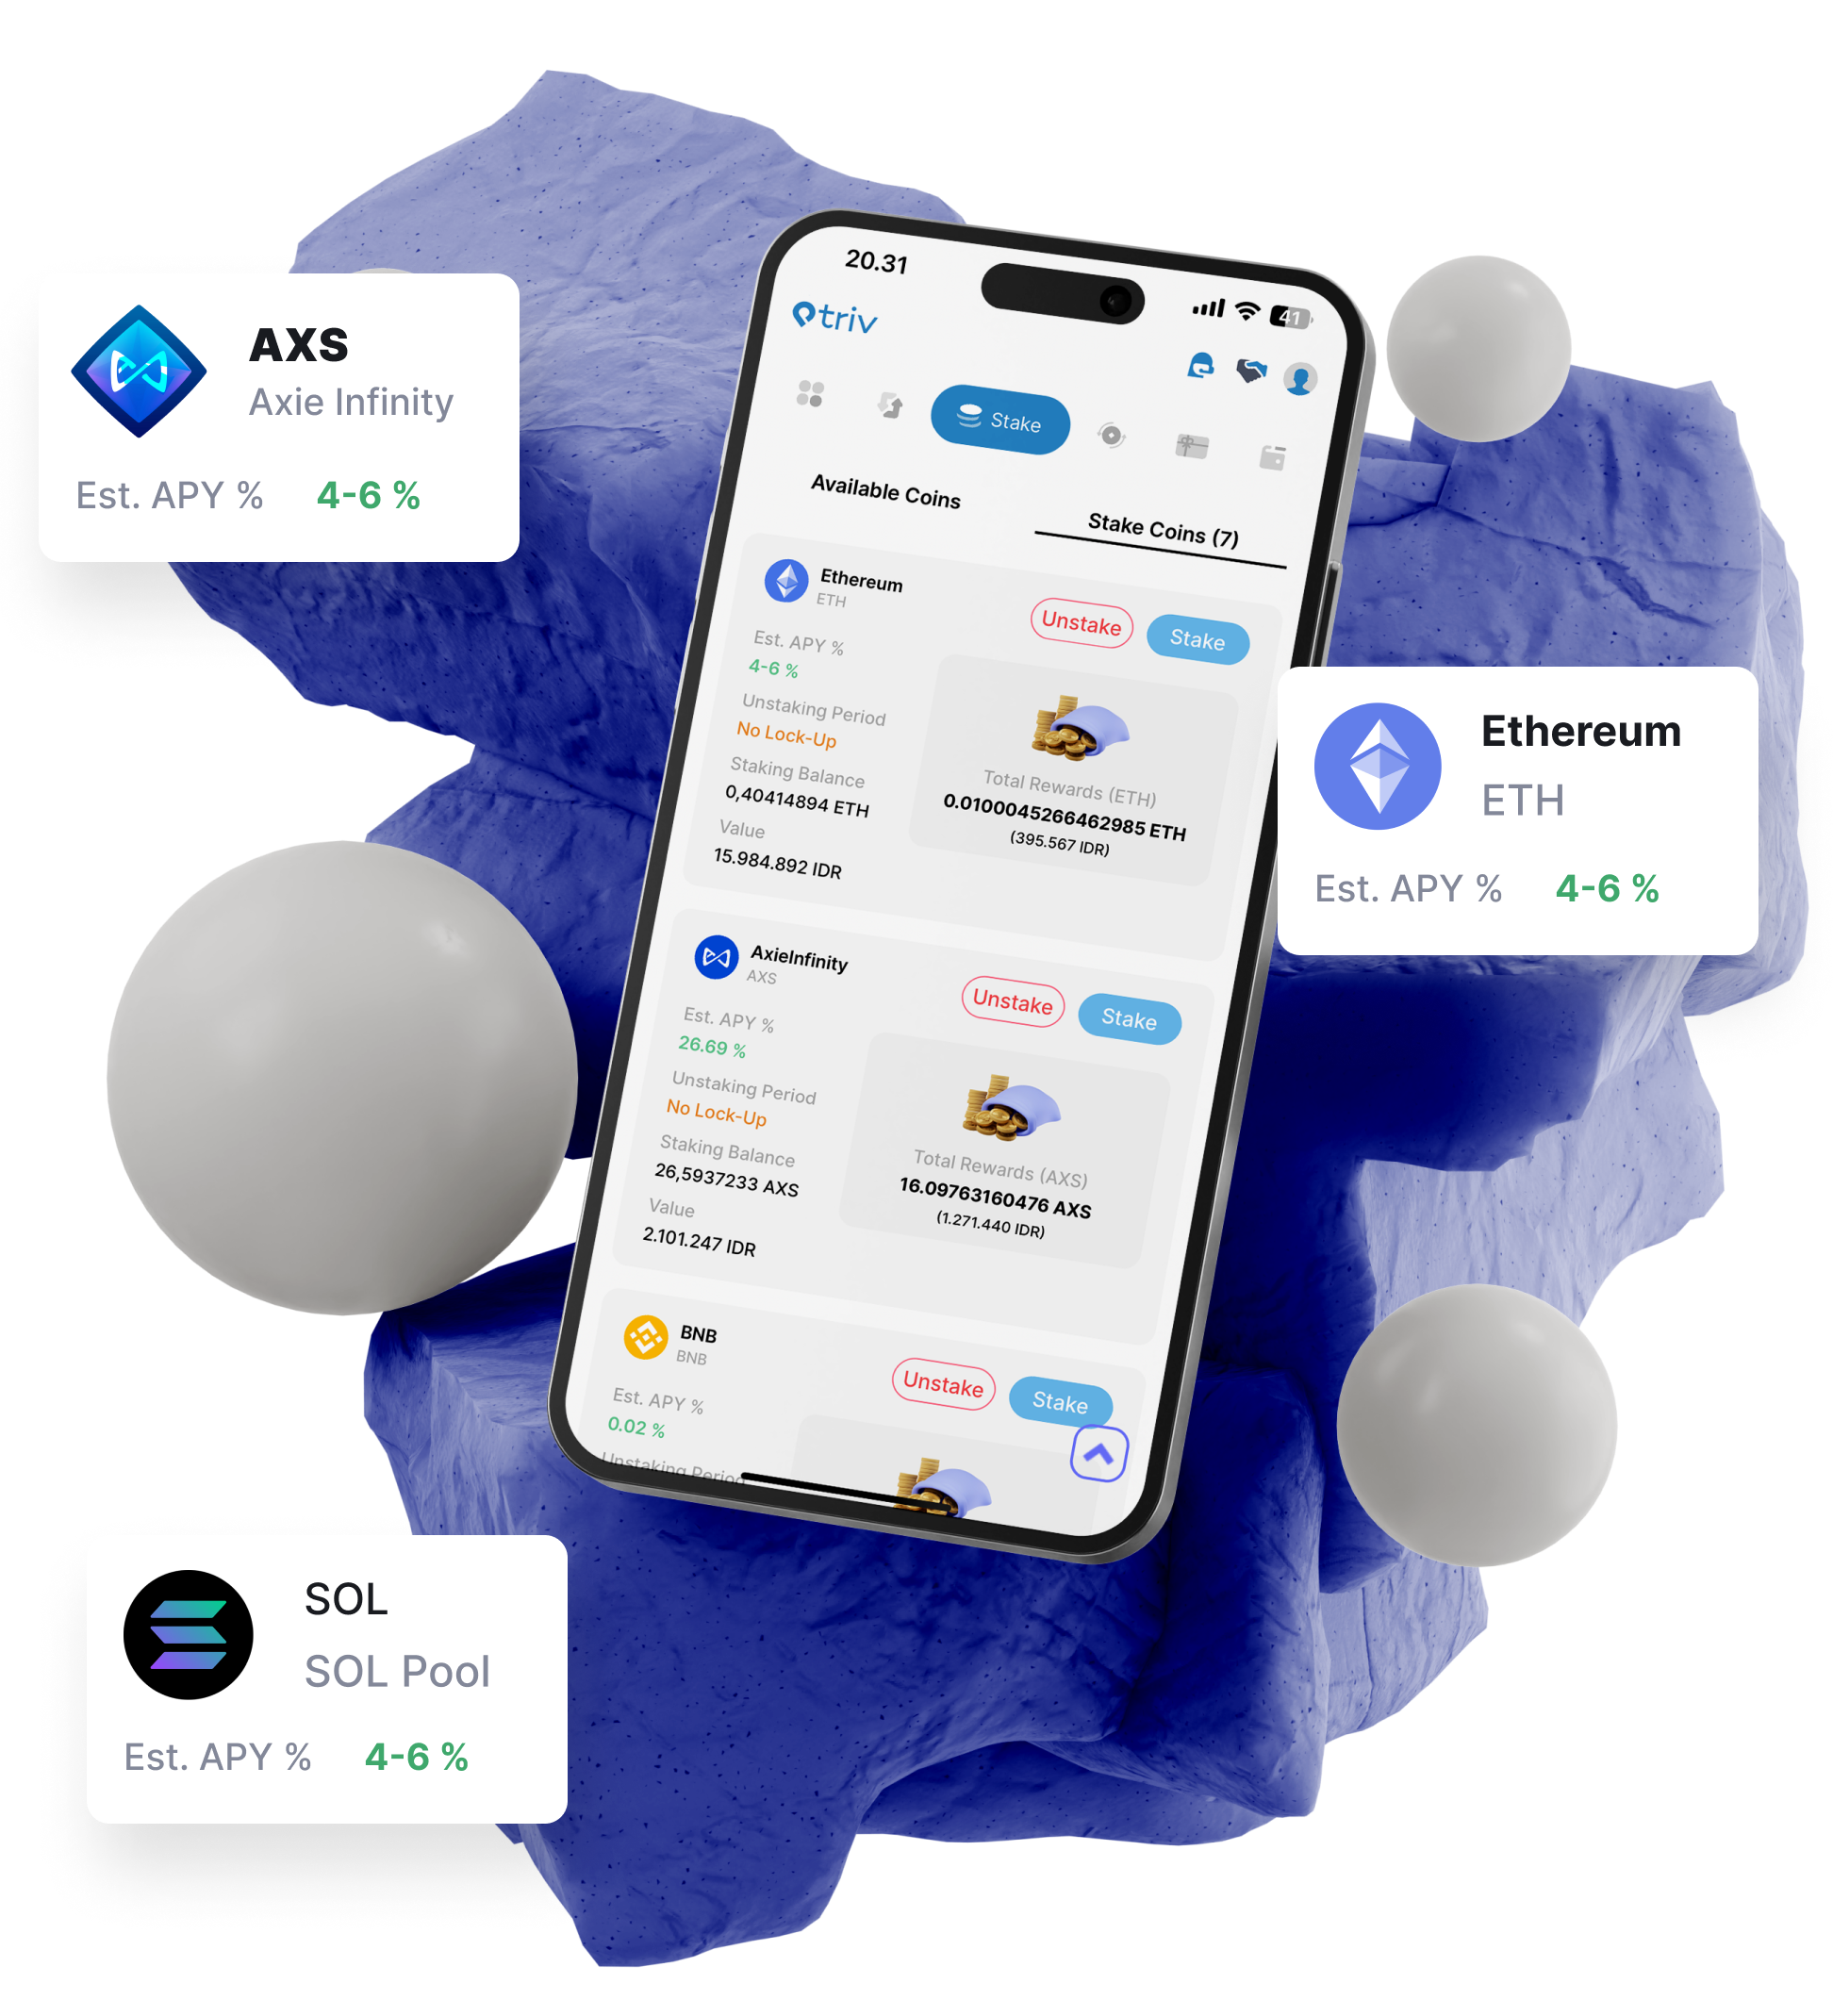 AXS
Axie Infinity
Est. APY % 4-6 %
20.31
41
triv
Stake
Available Coins
Stake Coins (7)
Ethereum
ETH
Unstake
Stake
Est. APY %
4-6 %
Unstaking Period
No Lock-Up
Staking Balance
0,40414894 ETH
Value
15.984.892 IDR
Total Rewards (ETH)
0.0100045266462985 ETH
(395.567 IDR)
AxieInfinity
AXS
Unstake
Stake
Est. APY %
26.69 %
Unstaking Period
No Lock-Up
Staking Balance
26,5937233 AXS
Value
2.101.247 IDR
Total Rewards (AXS)
16.09763160476 AXS
(1.271.440 IDR)
BNB
BNB
Unstake
Stake
Est. APY %
0.02 %
Unstaking Period
Ethereum
ETH
Est. APY % 4-6 %
SOL
SOL Pool
Est. APY % 4-6 %